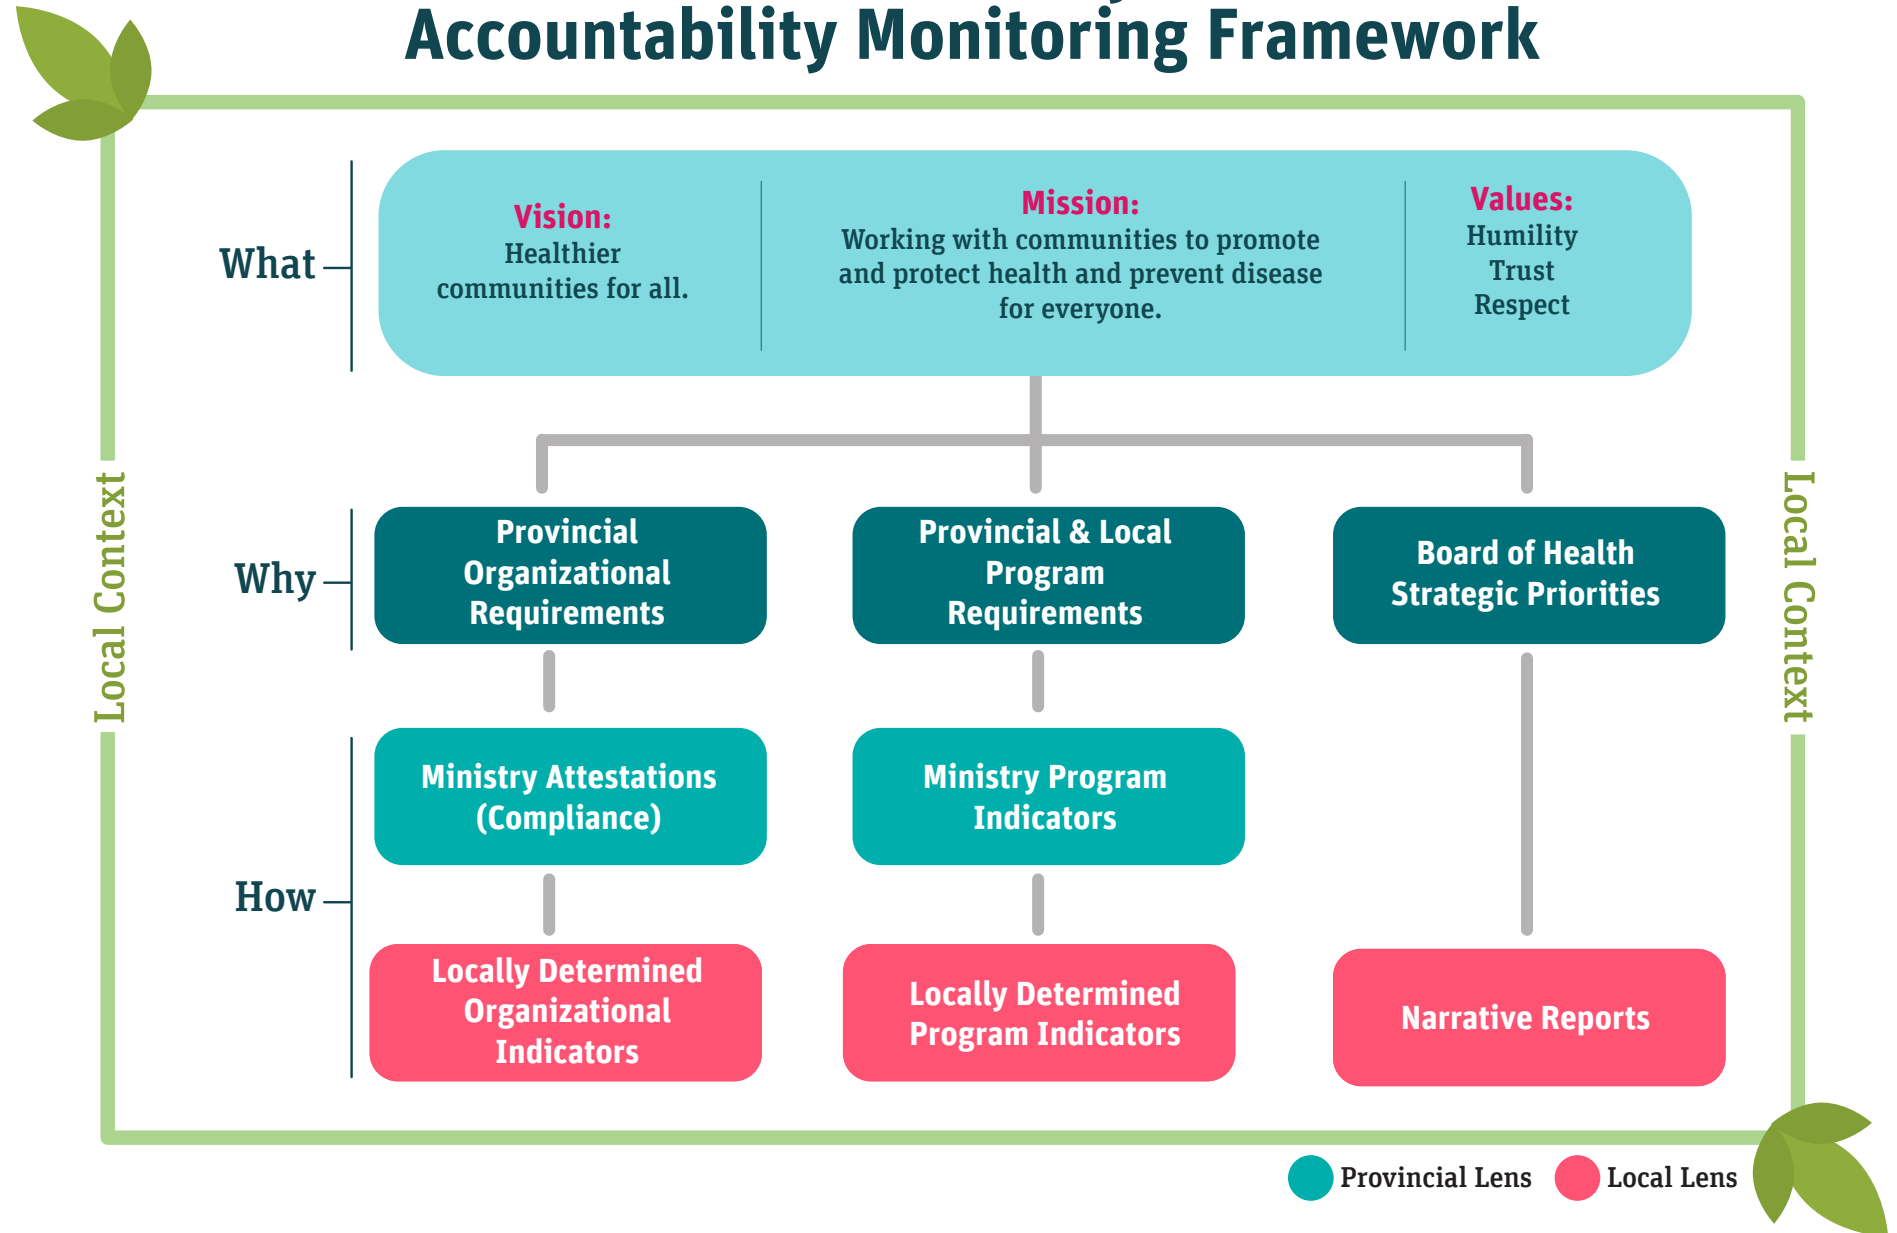 Accountability Monitoring Framework
What
Vision:
Healthier
communities for all.
Mission:
Working with communities to promote
and protect health and prevent disease
for everyone.
Values:
Humility
Trust
Respect
Local Context
Local Context
Why
Provincial
Organizational
Requirements
Provincial & Local
Program
Requirements
Board of Health
Strategic Priorities
How
Ministry Attestations
(Compliance)
Ministry Program
Indicators
Locally Determined
Organizational
Indicators
Locally Determined
Program Indicators
Narrative Reports
Provincial Lens
Local Lens